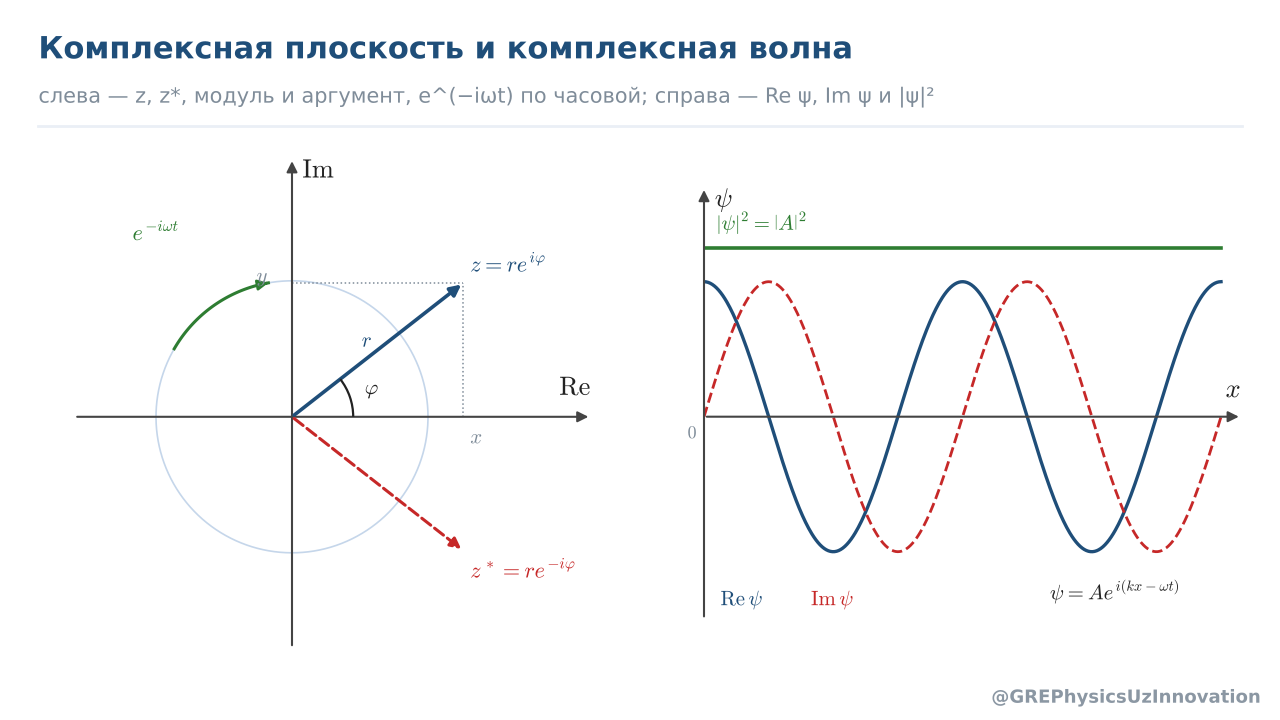 Комплексная плоскость и комплексная волна
слева — z, z*, модуль и аргумент, e^(−iωt) по часовой; справа — Re ψ, Im ψ и |ψ|²
Im
e^{−iωt}
y
z = re^{iφ}
r
φ
Re
x
z* = re^{−iφ}
ψ
|ψ|² = |A|²
x
0
Re ψ
Im ψ
ψ = Ae^{i(kx − ωt)}
@GREPhysicsUzInnovation